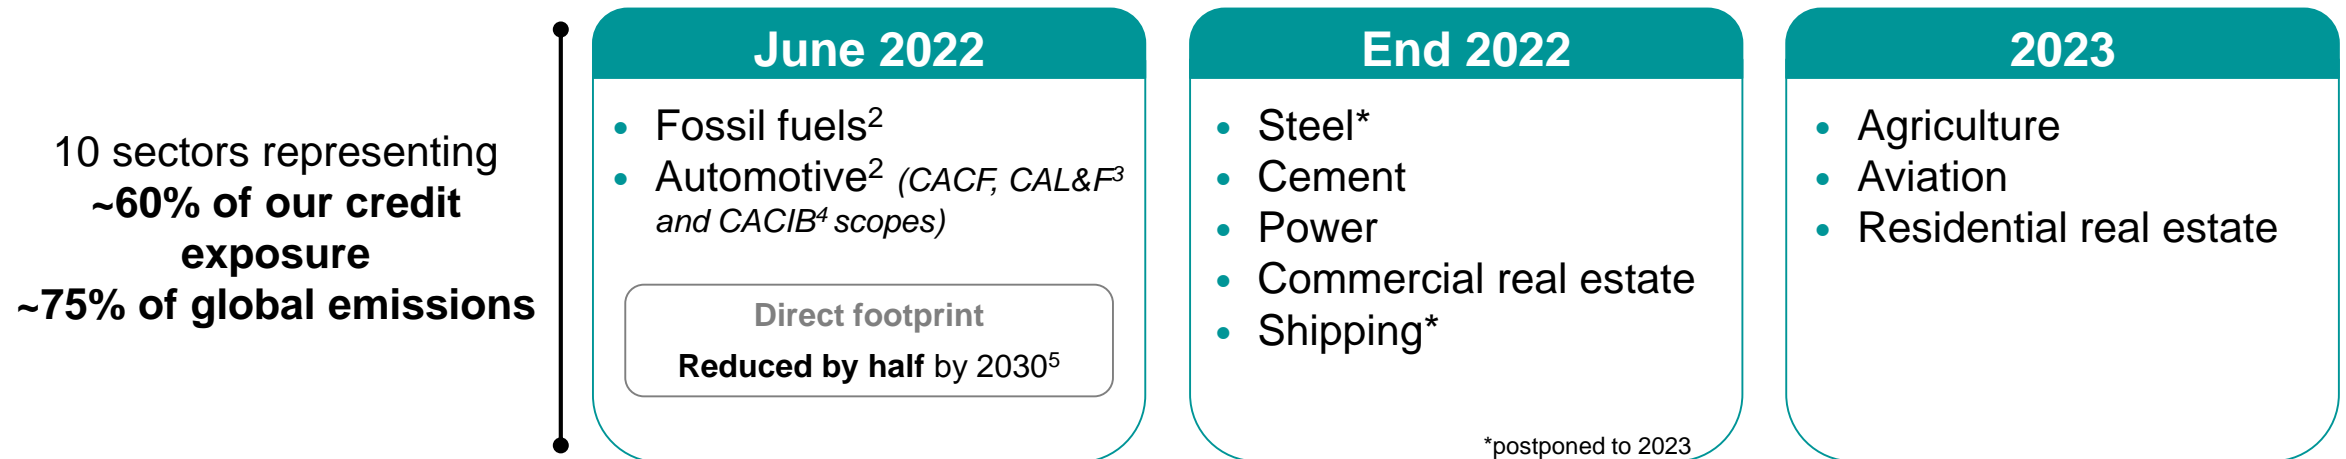 10 sectors representing
~60% of our credit
exposure
~75% of global emissions
June 2022
• Fossil fuels²
• Automotive² (CACF, CAL&F³
and CACIB⁴ scopes)
Direct footprint
Reduced by half by 2030⁵
End 2022
• Steel*
• Cement
• Power
• Commercial real estate
• Shipping*
*postponed to 2023
2023
• Agriculture
• Aviation
• Residential real estate